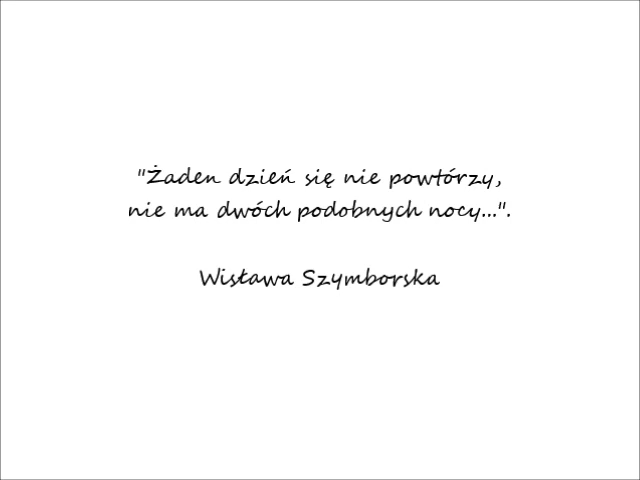 "Żaden dzień się nie powtórzy,
nie ma dwóch podobnych nocy...".
Wisława Szymborska